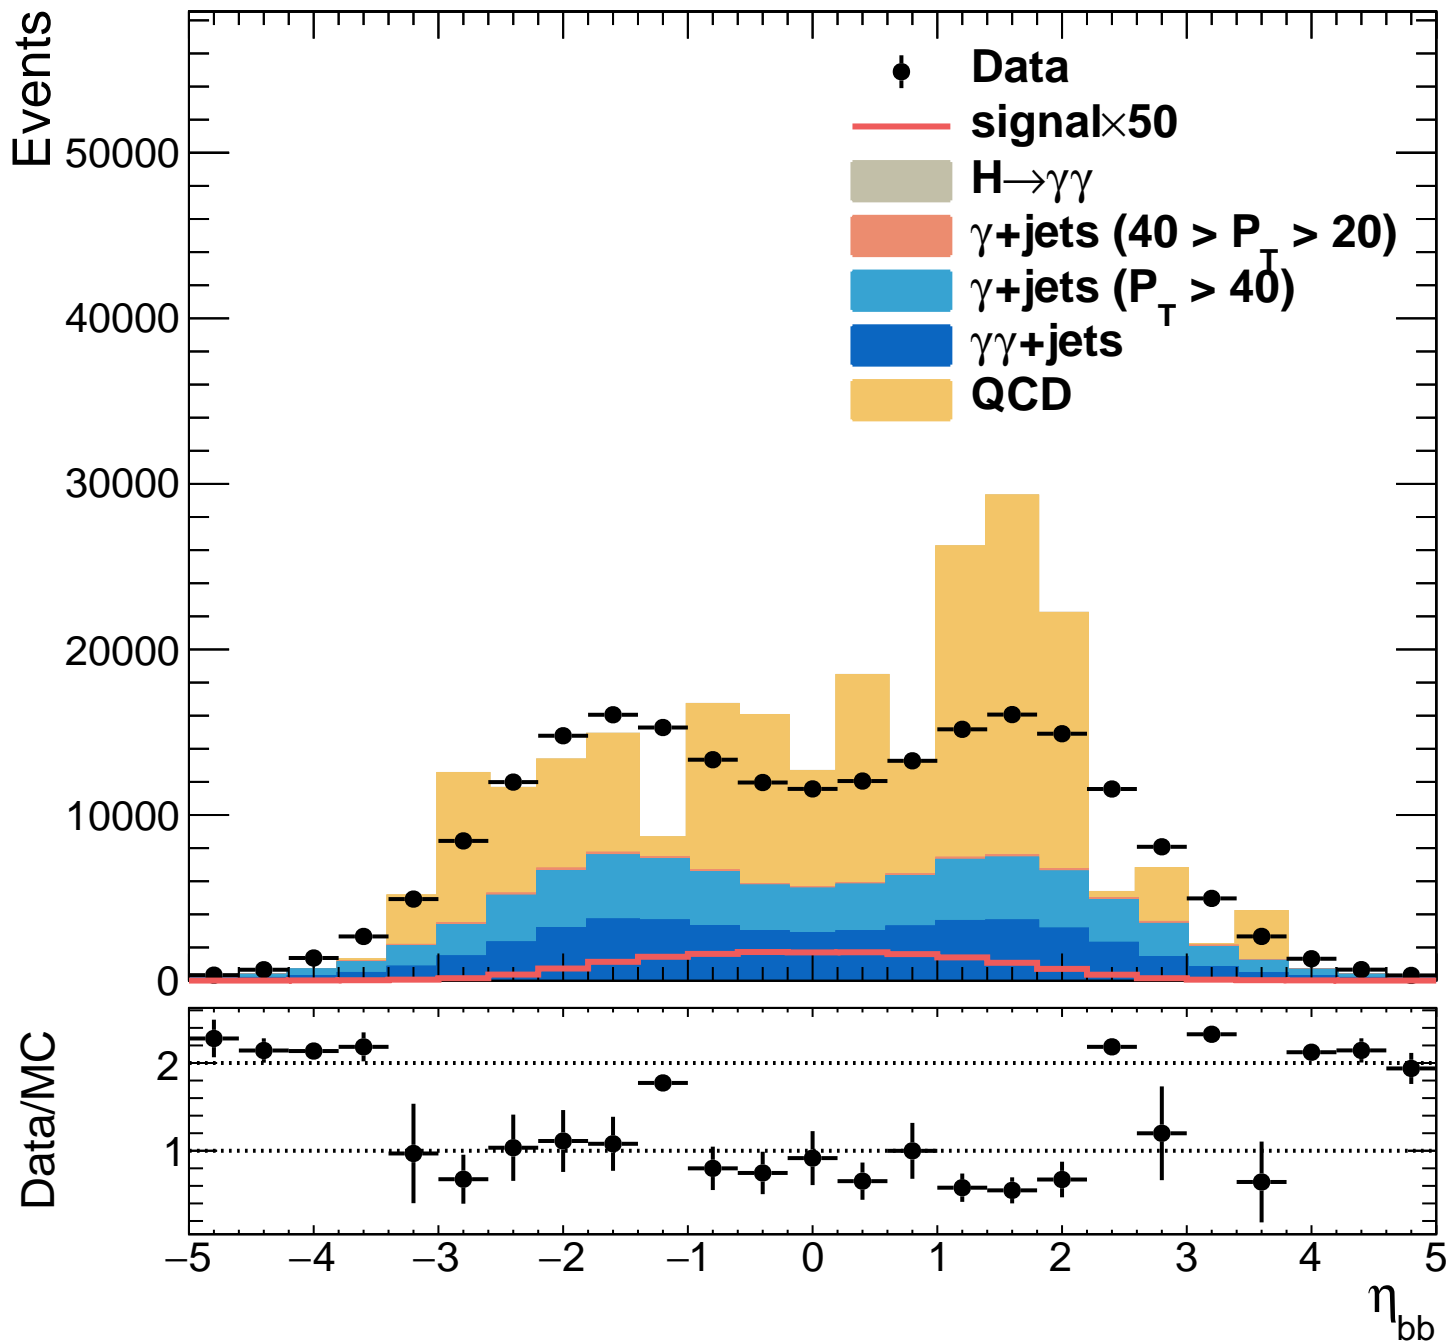 Events
50000
40000
30000
20000
10000
0
Data
signal×50
H→γγ
γ+jets (40 > P_T > 20)
γ+jets (P_T > 40)
γγ+jets
QCD
Data/MC
2
1
−5 −4 −3 −2 −1 0 1 2 3 4 5
η_bb